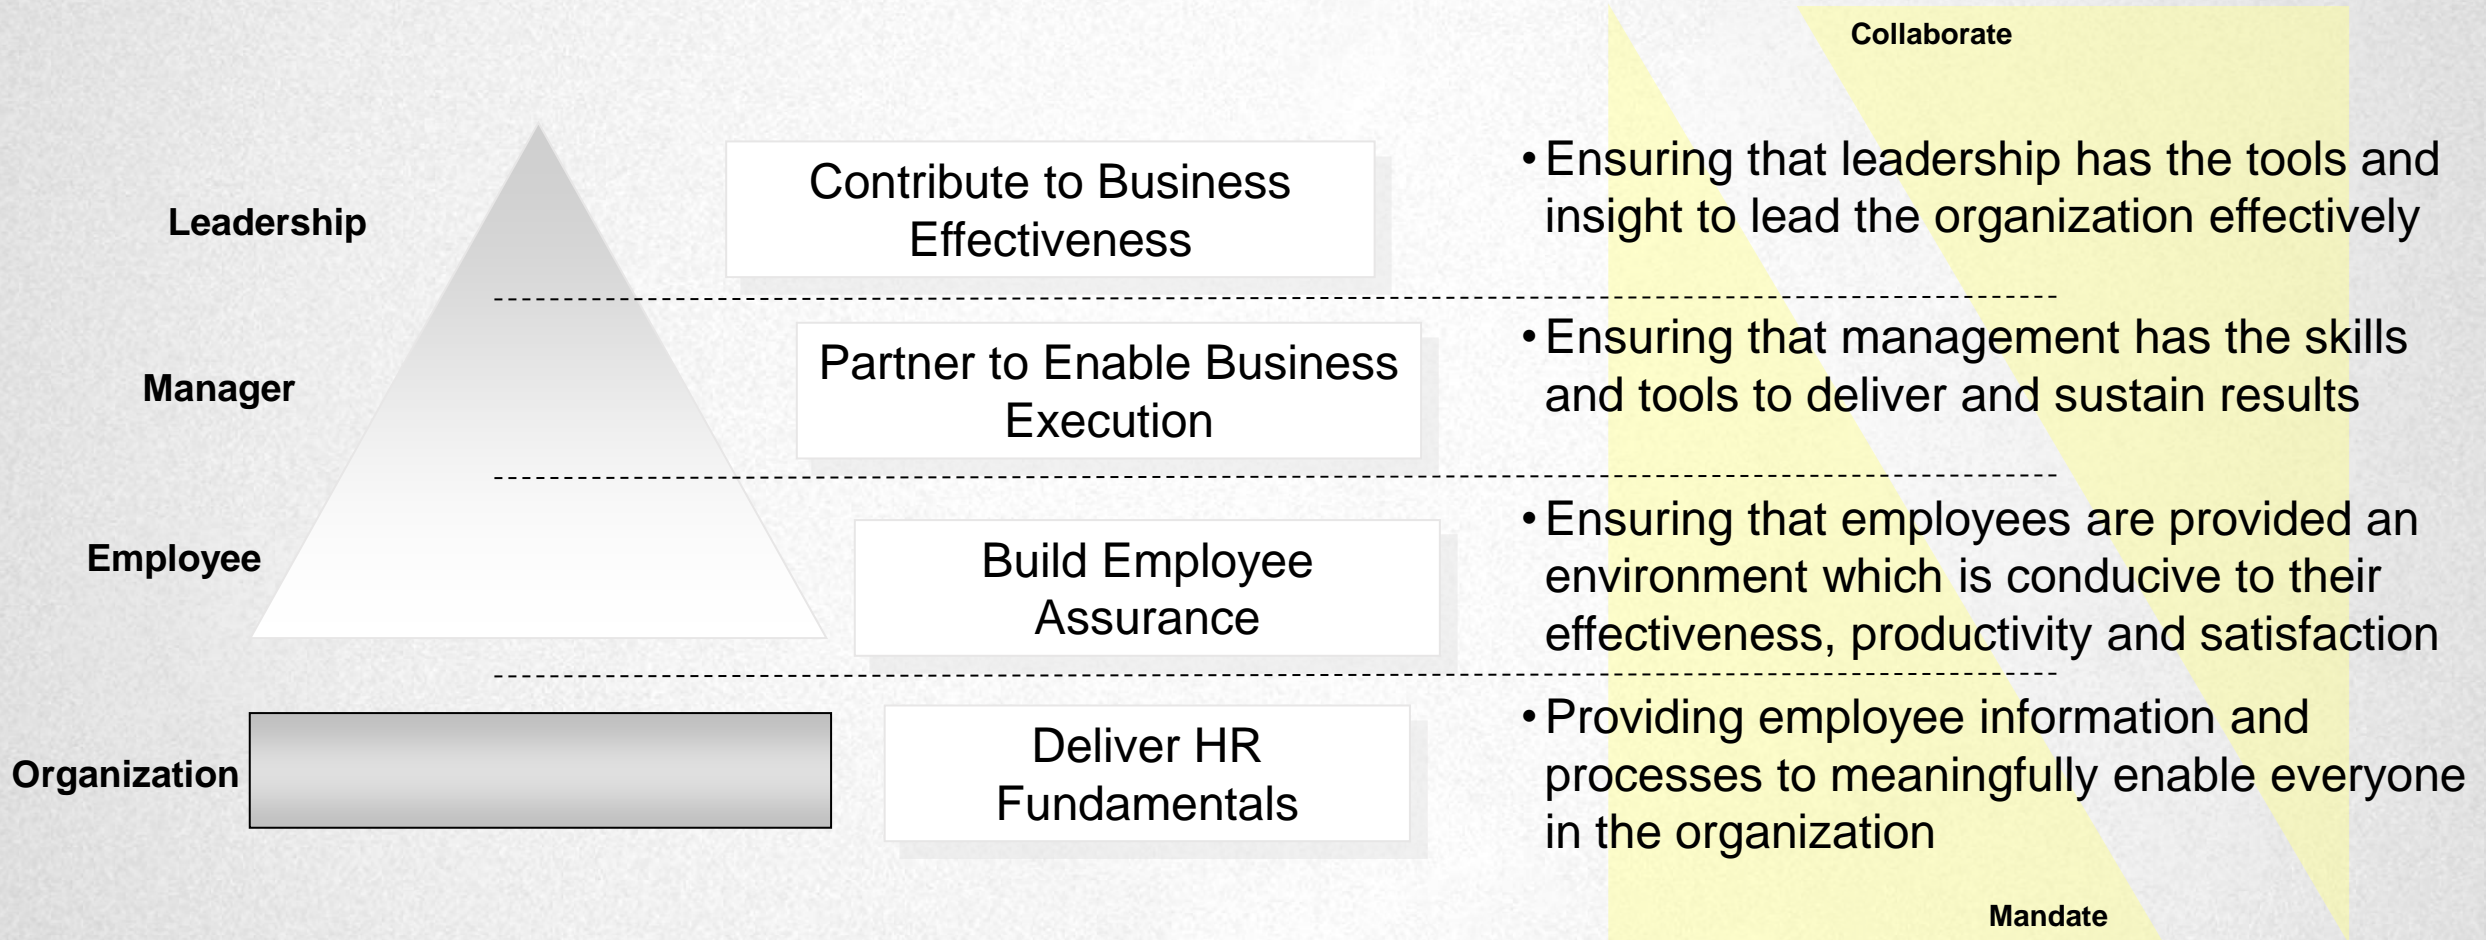 Collaborate
Leadership
Contribute to Business
Effectiveness
• Ensuring that leadership has the tools and
insight to lead the organization effectively
Manager
Partner to Enable Business
Execution
• Ensuring that management has the skills
and tools to deliver and sustain results
Employee
Build Employee
Assurance
• Ensuring that employees are provided an
environment which is conducive to their
effectiveness, productivity and satisfaction
Organization
Deliver HR
Fundamentals
• Providing employee information and
processes to meaningfully enable everyone
in the organization
Mandate